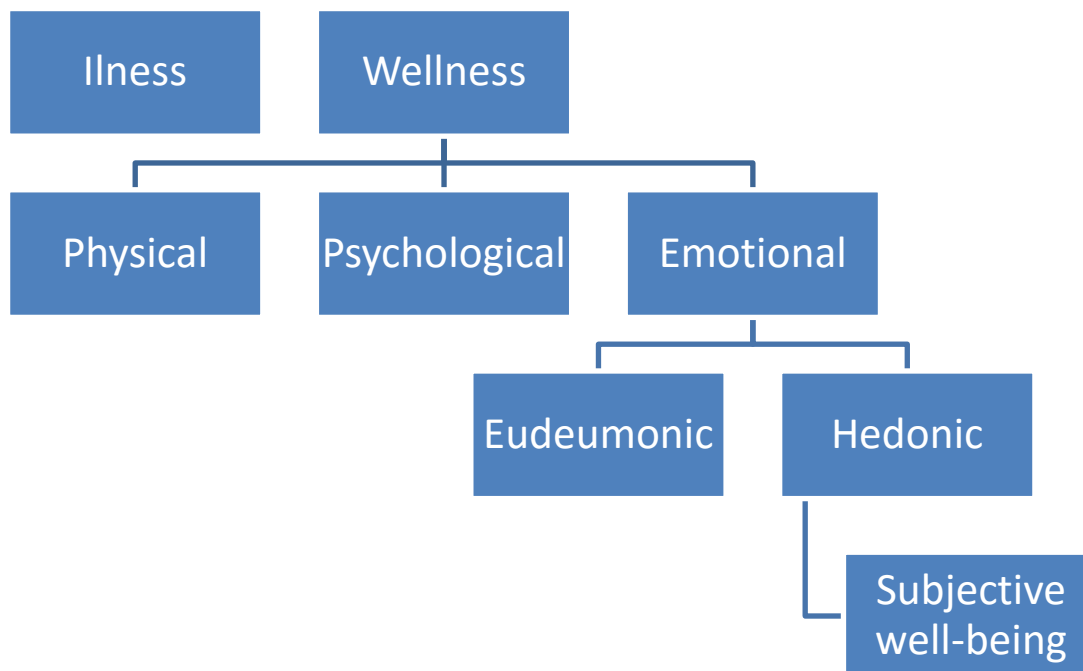 Ilness
Wellness
Physical
Psychological
Emotional
Eudeumonic
Hedonic
Subjective
well-being